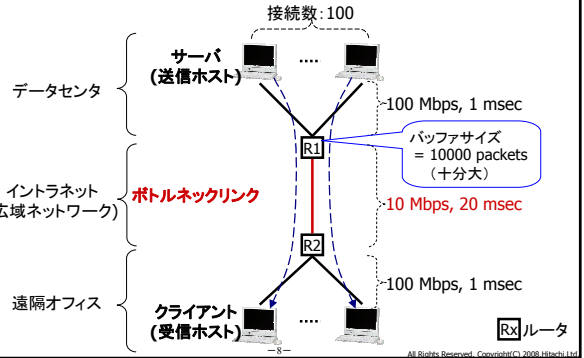 接続数:100
サーバ
(送信ホスト)
‥‥
データセンタ
100 Mbps, 1 msec
R1
バッファサイズ
= 10000 packets
(十分大)
イントラネット
広域ネットワーク)
ボトルネックリンク
10 Mbps, 20 msec
R2
100 Mbps, 1 msec
遠隔オフィス
クライアント
(受信ホスト)
‥‥
Rx ルータ
−8−
All Rights Reserved, Copyright(C) 2008, Hitachi, Ltd